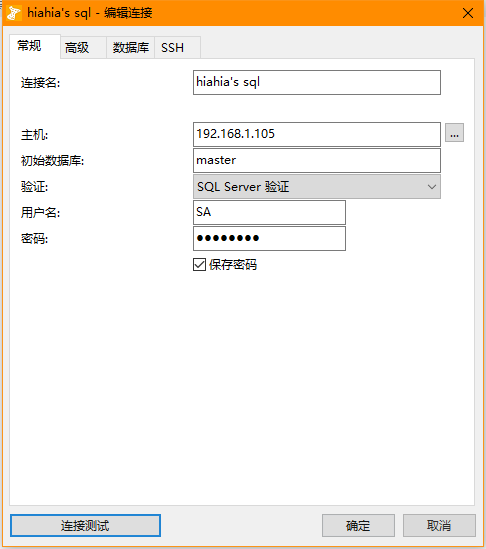 hiahia's sql - 编辑连接
常规 高级 数据库 SSH
连接名: hiahia's sql
主机: 192.168.1.105 ...
初始数据库: master
验证: SQL Server 验证
用户名: SA
密码: ●●●●●●●●
保存密码
连接测试 确定 取消